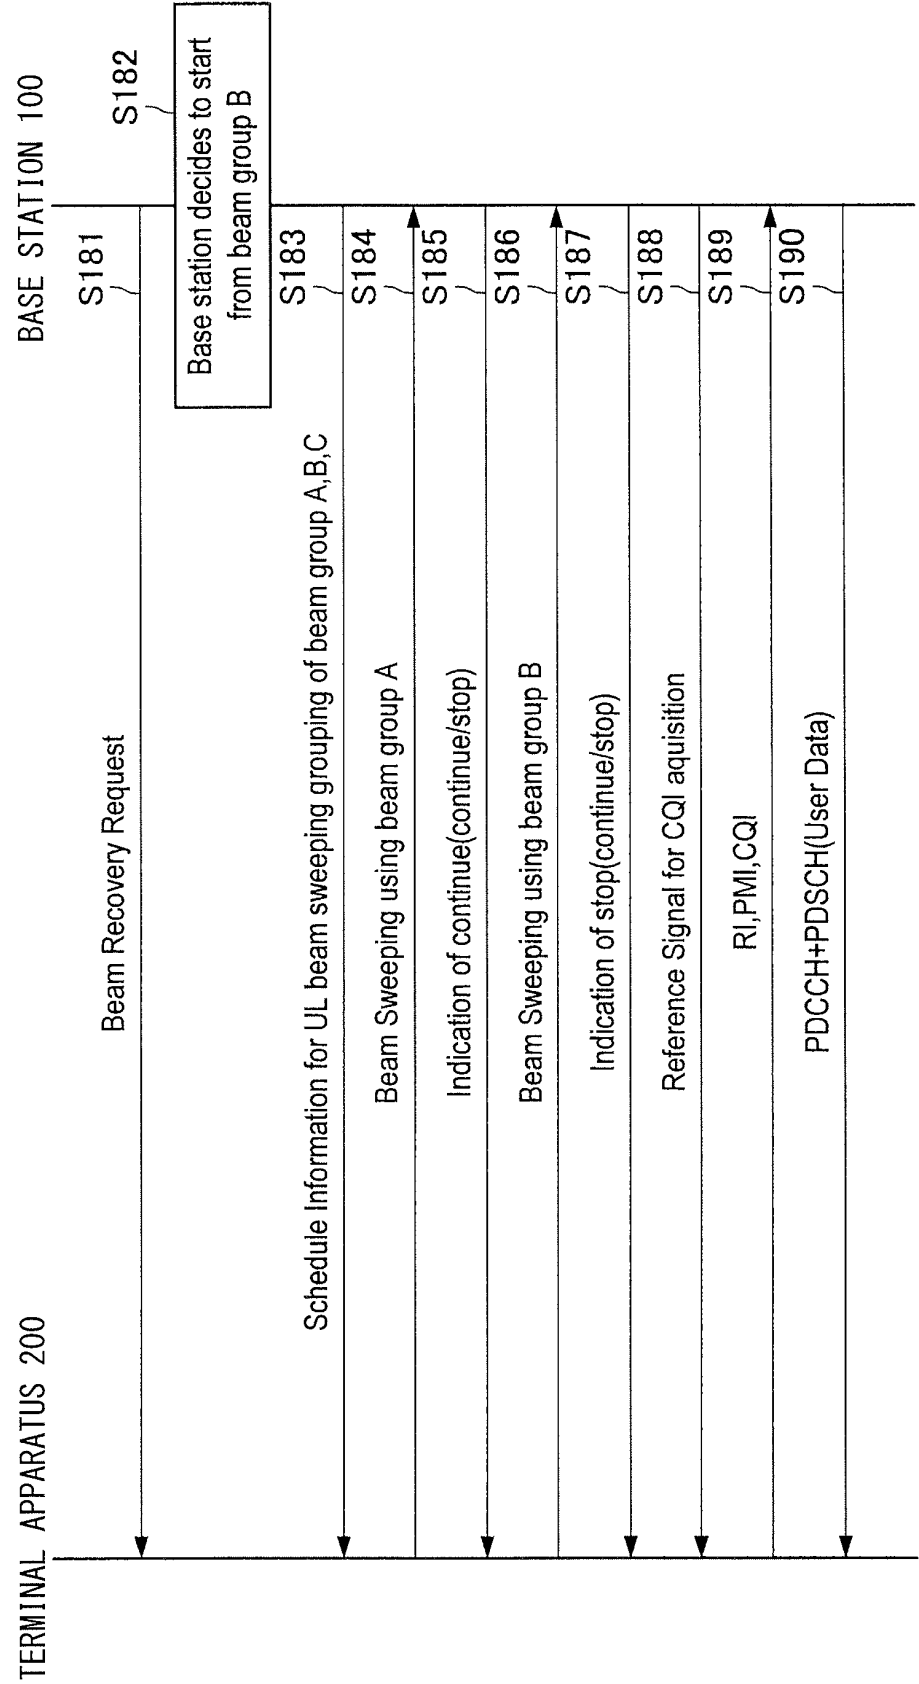 TERMINAL APPARATUS 200
BASE STATION 100
Beam Recovery Request
S181
S182
Base station decides to start
from beam group B
Schedule Information for UL beam sweeping grouping of beam group A,B,C
S183
Beam Sweeping using beam group A
S184
Indication of continue(continue/stop)
S185
Beam Sweeping using beam group B
S186
Indication of stop(continue/stop)
S187
Reference Signal for CQI aquisition
S188
RI,PMI,CQI
S189
PDCCH+PDSCH(User Data)
S190